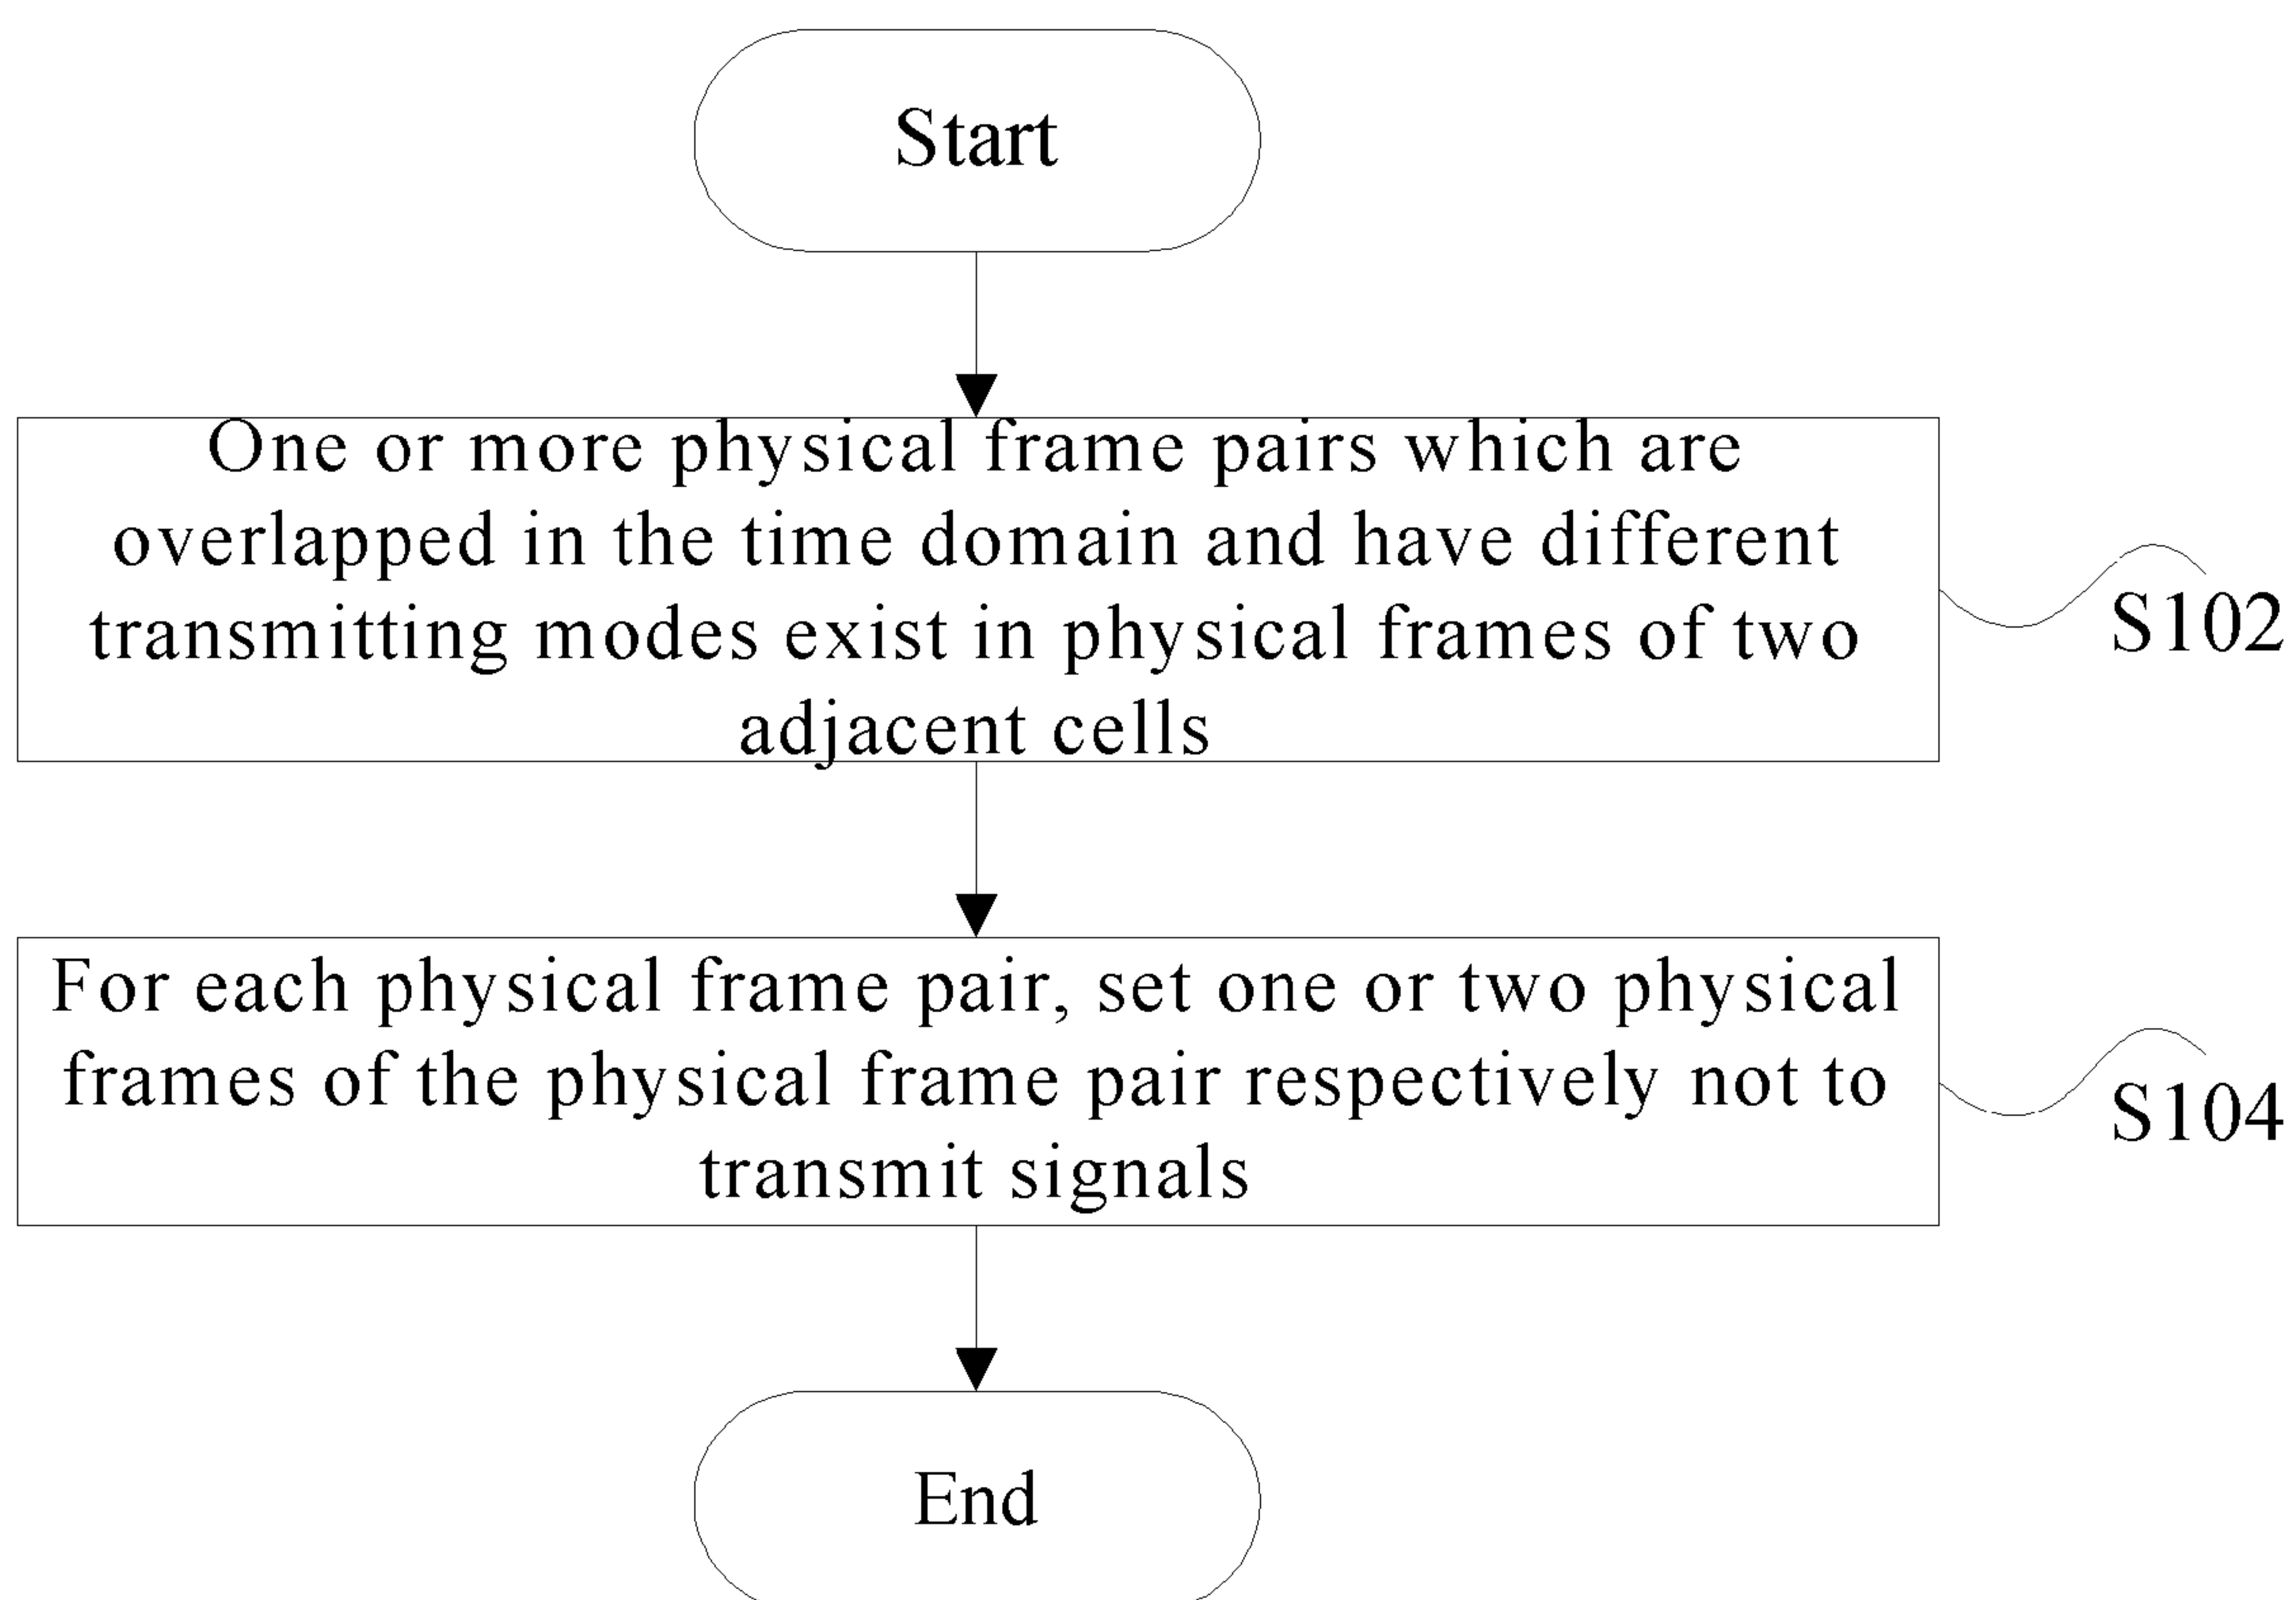 Start
One or more physical frame pairs which are
overlapped in the time domain and have different
transmitting modes exist in physical frames of two
adjacent cells
S102
For each physical frame pair, set one or two physical
frames of the physical frame pair respectively not to
transmit signals
S104
End